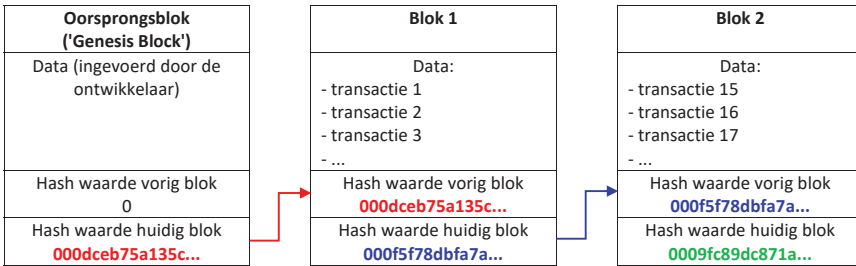 Oorsprongsblok
('Genesis Block')
Data (ingevoerd door de
ontwikkelaar)
Hash waarde vorig blok
0
Hash waarde huidig blok
000dceb75a135c...
Blok 1
Data:
- transactie 1
- transactie 2
- transactie 3
- ...
Hash waarde vorig blok
000dceb75a135c...
Hash waarde huidig blok
000f5f78dbfa7a...
Blok 2
Data:
- transactie 15
- transactie 16
- transactie 17
- ...
Hash waarde vorig blok
000f5f78dbfa7a...
Hash waarde huidig blok
0009fc89dc871a...